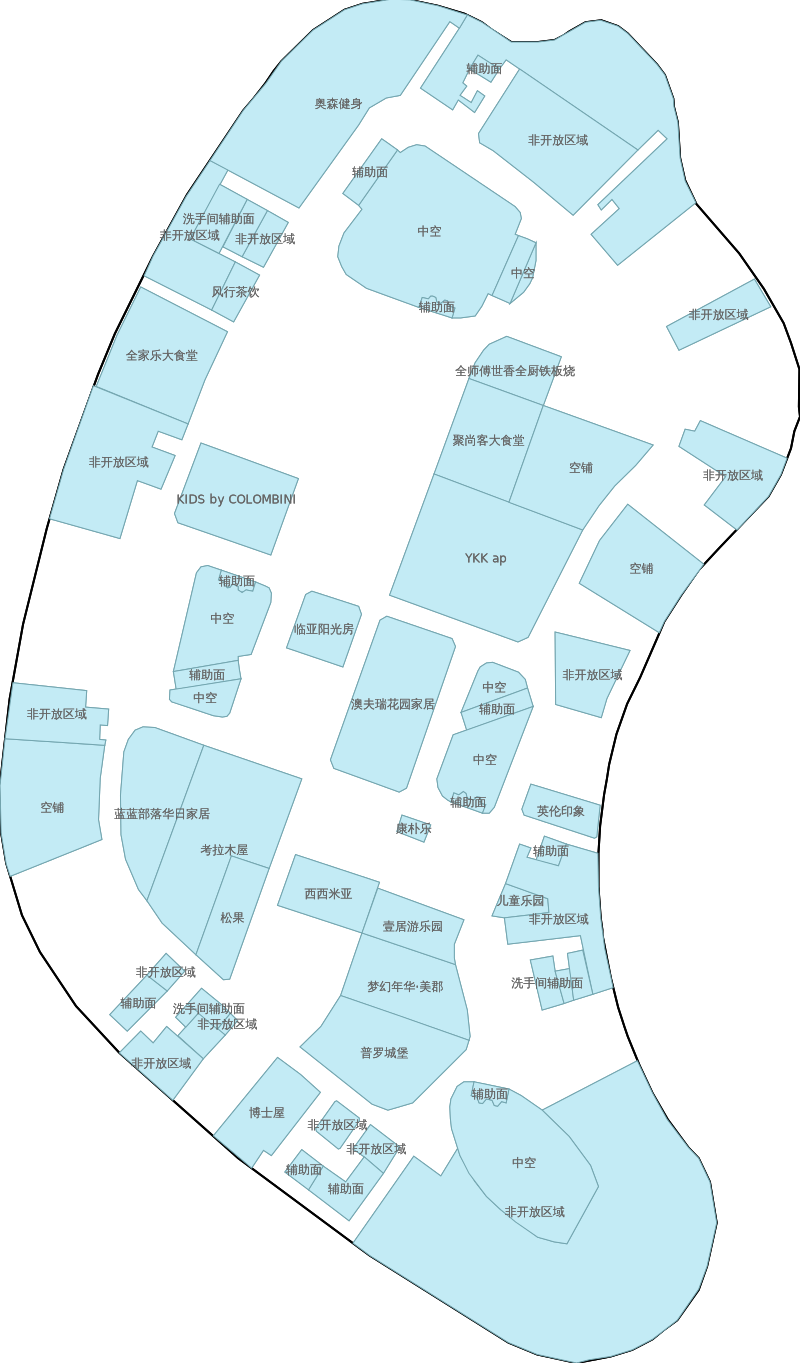 辅助面
奥森健身
非开放区域
辅助面
洗手间辅助面
中空
非开放区域
非开放区域
中空
风行茶饮
辅助面
非开放区域
全家乐大食堂
全师傅世香全厨铁板烧
聚尚客大食堂
非开放区域
空铺
非开放区域
KIDS by COLOMBINI
YKK ap
空铺
辅助面
中空
临亚阳光房
辅助面
非开放区域
中空
中空
澳夫瑞花园家居
辅助面
非开放区域
中空
辅助面
空铺
英伦印象
蓝蓝部落华日家居
康朴乐
考拉木屋
辅助面
西西米亚
儿童乐园
松果
非开放区域
壹居游乐园
非开放区域
洗手间辅助面
梦幻年华·美郡
辅助面
洗手间辅助面
非开放区域
普罗城堡
非开放区域
辅助面
博士屋
非开放区域
非开放区域
中空
辅助面
辅助面
非开放区域